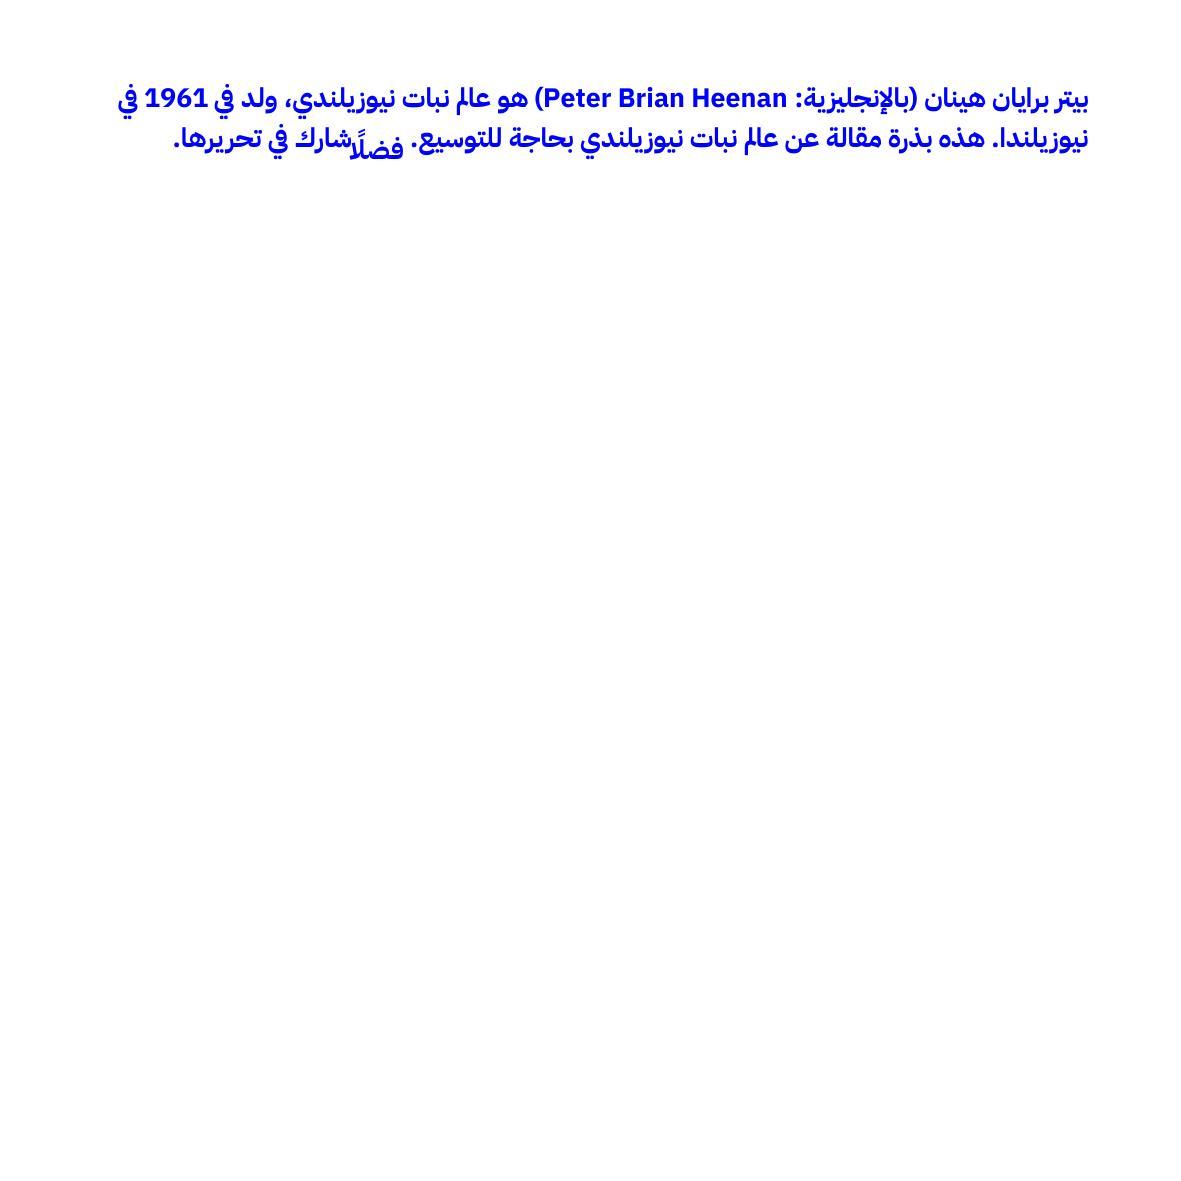 بيتر برايان هينان (بالإنجليزية: Peter Brian Heenan) هو عالم نبات نيوزيلندي، ولد في 1961 في
نيوزيلندا. هذه بذرة مقالة عن عالم نبات نيوزيلندي بحاجة للتوسيع. فضلًا شارك في تحريرها.